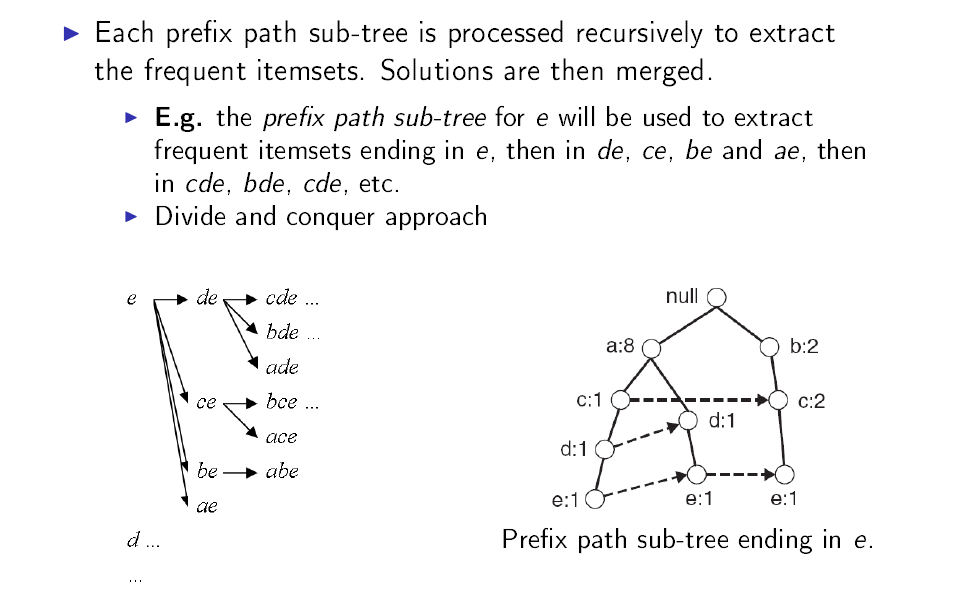 Each prefix path sub-tree is processed recursively to extract
the frequent itemsets. Solutions are then merged.
E.g. the prefix path sub-tree for e will be used to extract
frequent itemsets ending in e, then in de, ce, be and ae, then
in cde, bde, cde, etc.
Divide and conquer approach
e de cde ...
bde ...
ade
ce bce ...
ace
be abe
ae
d ...
...
null
a:8 b:2
c:1 c:2
d:1
d:1
e:1 e:1 e:1
Prefix path sub-tree ending in e.